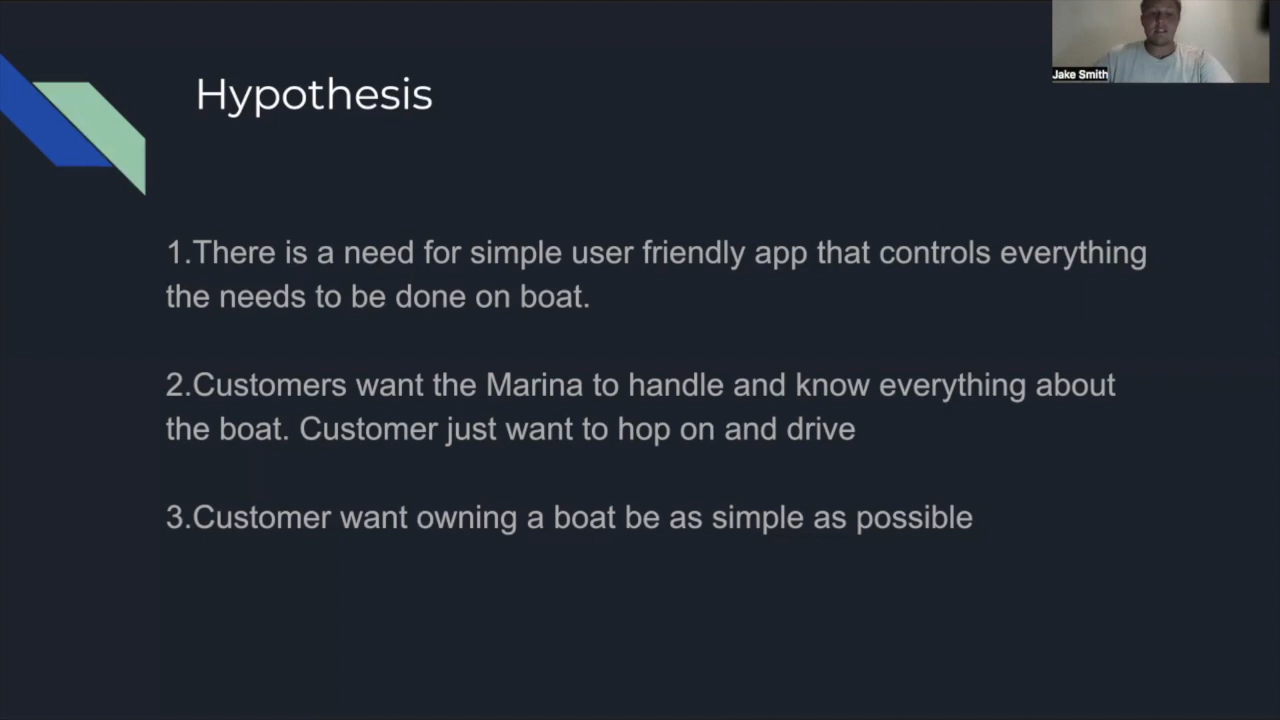 Jake Smith
Hypothesis
1.There is a need for simple user friendly app that controls everything
the needs to be done on boat.
2.Customers want the Marina to handle and know everything about
the boat. Customer just want to hop on and drive
3.Customer want owning a boat be as simple as possible